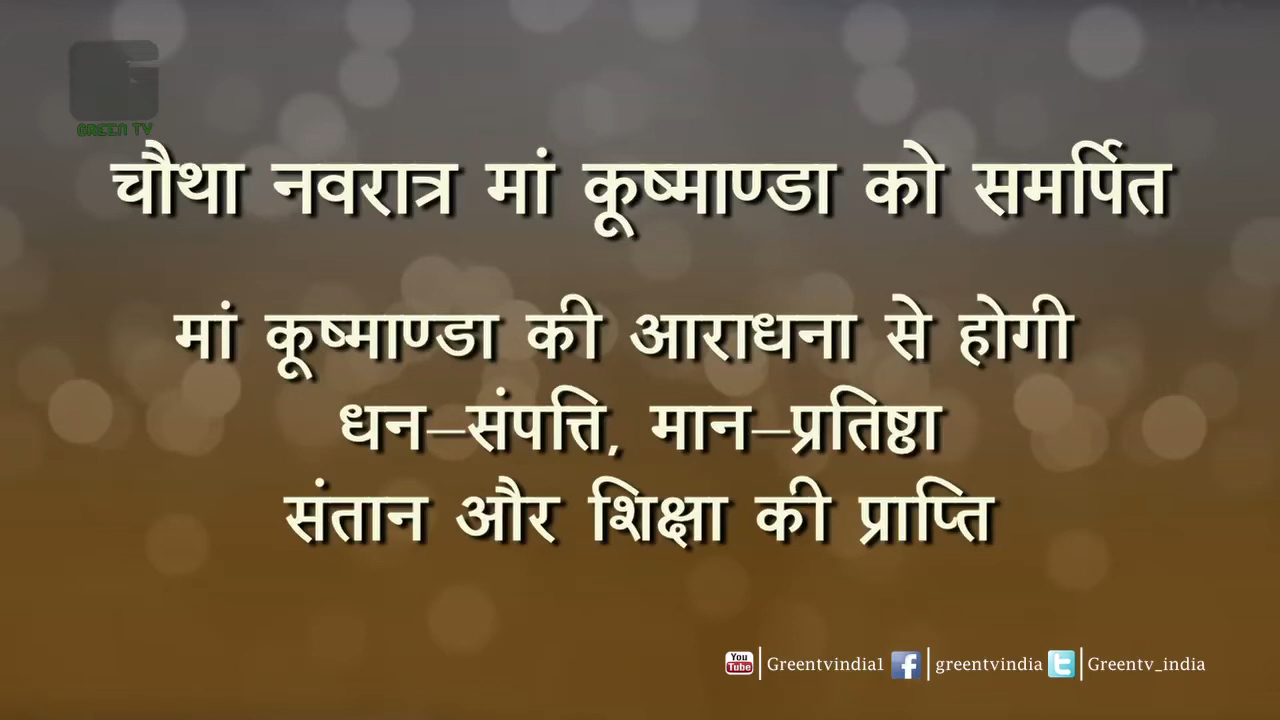 GREEN TV
चौथा नवरात्र मां कूष्माण्डा को समर्पित
मां कूष्माण्डा की आराधना से होगी
धन–संपत्ति, मान–प्रतिष्ठा
संतान और शिक्षा की प्राप्ति
You Tube Greentvindia1 f greentvindia t Greentv_india